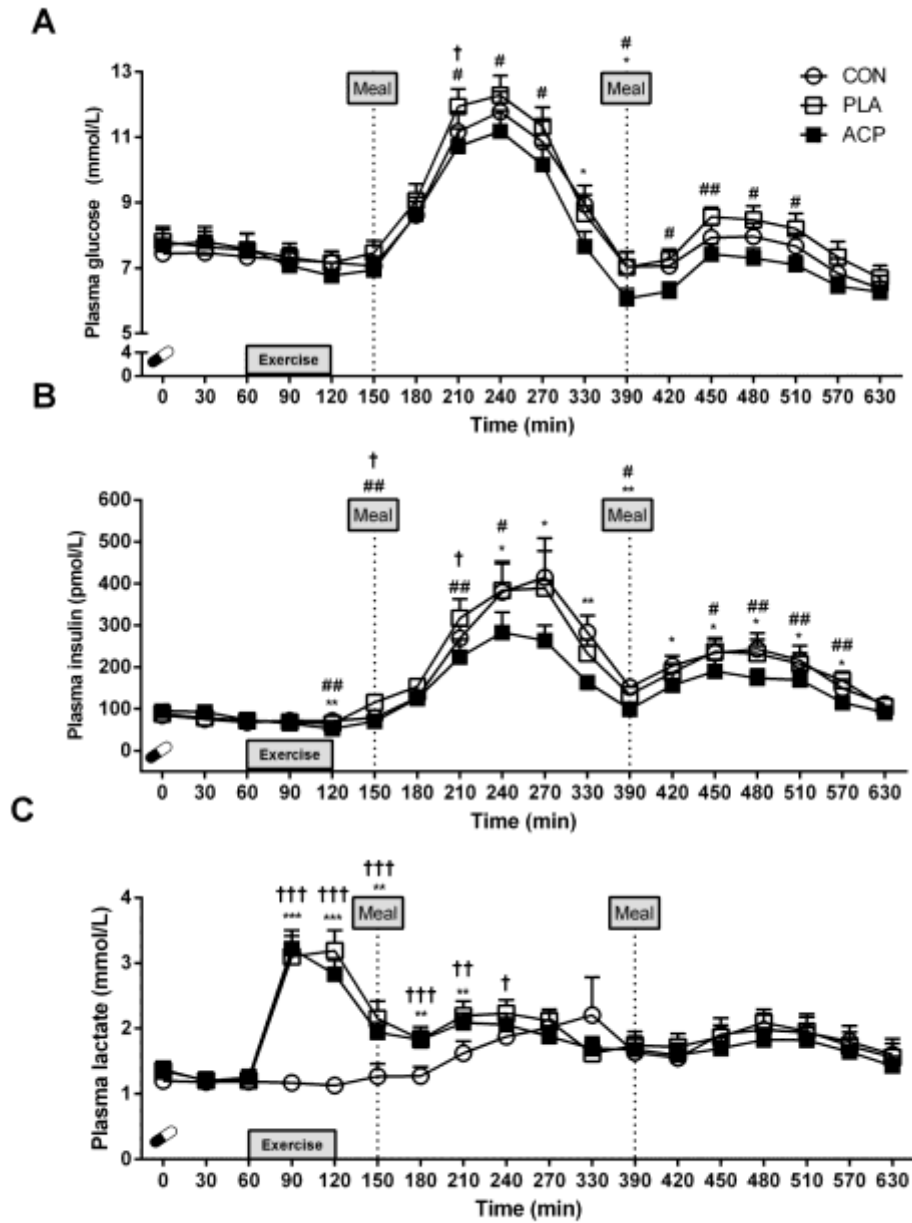 A
# 
† # # * 
13 Meal # # Meal CON
11 PLA
9 * ## # # ACP
7 #
5
4
0 Exercise
Plasma glucose (mmol/L)
0 30 60 90 120 150 180 210 240 270 330 390 420 450 480 510 570 630
Time (min)
B
† #
## **
600 Meal # * Meal
500 † *
400 ## **
300 # ## ## ##
200 ## * * * * *
100 **
0 Exercise
Plasma insulin (pmol/L)
0 30 60 90 120 150 180 210 240 270 330 390 420 450 480 510 570 630
Time (min)
C
†††
††† ††† **
4 *** *** Meal Meal
3 ††† †† †
2 ** **
1
0 Exercise
Plasma lactate (mmol/L)
0 30 60 90 120 150 180 210 240 270 330 390 420 450 480 510 570 630
Time (min)